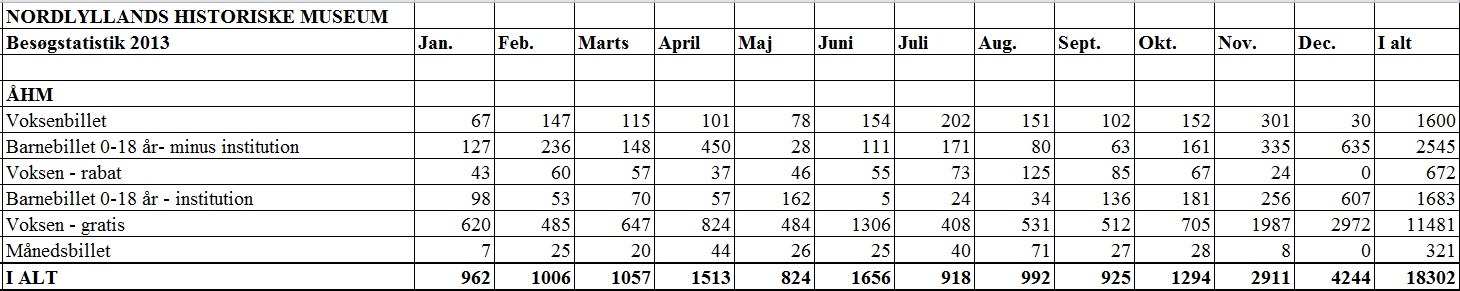 NORDLYLLANDS HISTORISKE MUSEUM
Besøgstatistik 2013 Jan. Feb. Marts April Maj Juni Juli Aug. Sept. Okt. Nov. Dec. I alt
ÅHM
Voksenbillet 67 147 115 101 78 154 202 151 102 152 301 30 1600
Barnebillet 0-18 år- minus institution 127 236 148 450 28 111 171 80 63 161 335 635 2545
Voksen - rabat 43 60 57 37 46 55 73 125 85 67 24 0 672
Barnebillet 0-18 år - institution 98 53 70 57 162 5 24 34 136 181 256 607 1683
Voksen - gratis 620 485 647 824 484 1306 408 531 512 705 1987 2972 11481
Månedsbillet 7 25 20 44 26 25 40 71 27 28 8 0 321
I ALT 962 1006 1057 1513 824 1656 918 992 925 1294 2911 4244 18302